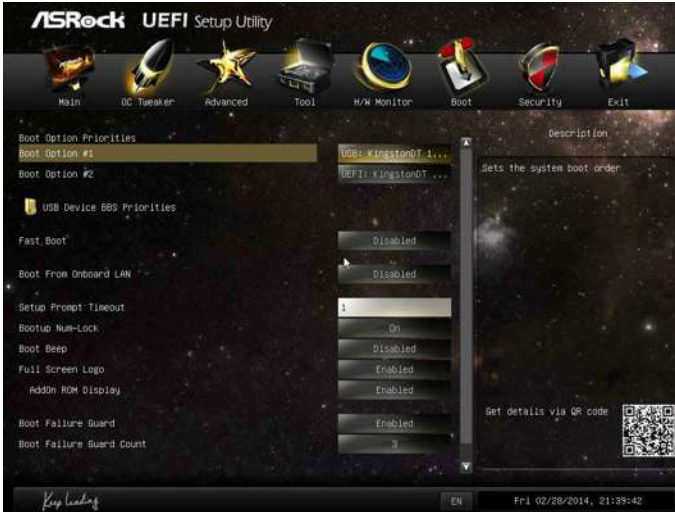 ASRock UEFI Setup Utility
Main OC Tweaker Advanced Tool H/W Monitor Boot Security Exit
Boot Option Priorities
Boot Option #1 USB: KingstonDT 1...
Boot Option #2 UEFI: KingstonDT ...
USB Device BBS Priorities
Fast Boot Disabled
Boot From Onboard LAN Disabled
Setup Prompt Timeout 1
Bootup Num-Lock On
Boot Beep Disabled
Full Screen Logo Enabled
AddOn ROM Display Enabled
Boot Failure Guard Enabled
Boot Failure Guard Count 3
Description
Sets the system boot order
Get details via QR code
Keep Leading
EN
Fri 02/28/2014, 21:39:42